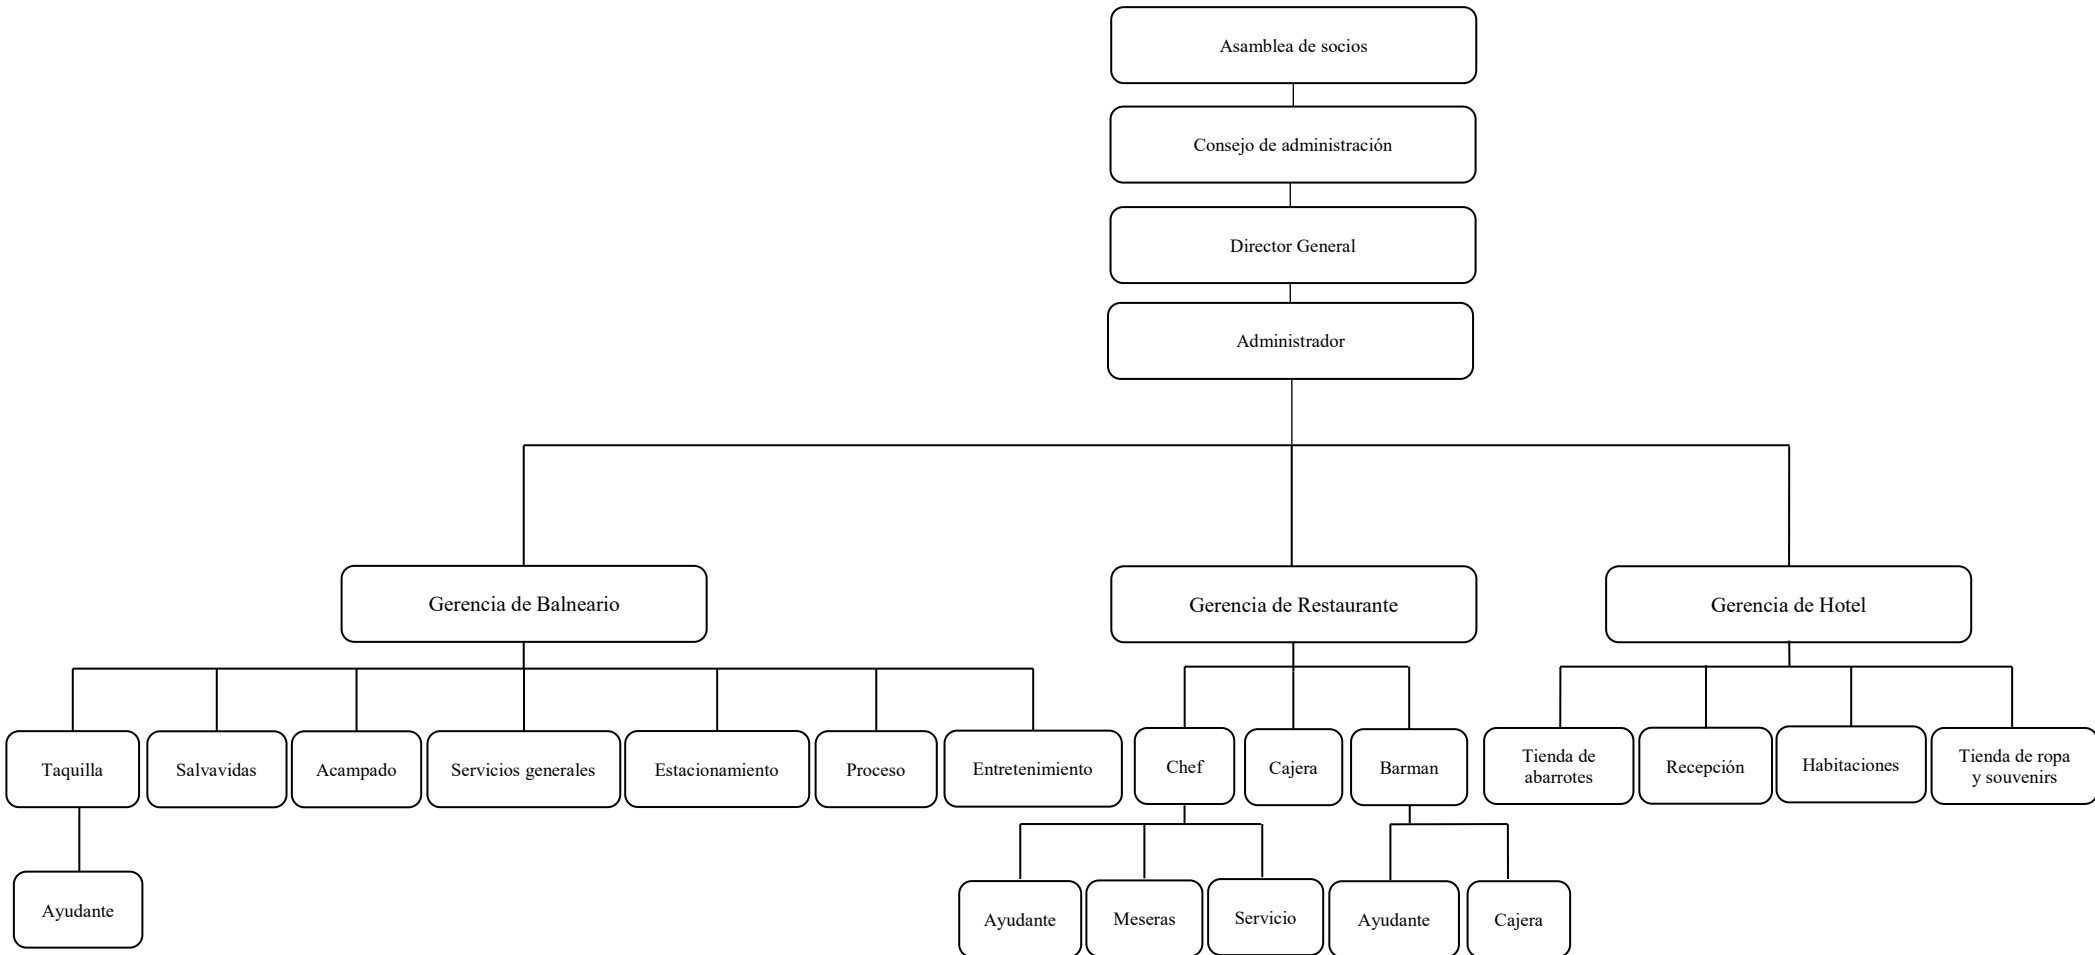 Asamblea de socios
Consejo de administración
Director General
Administrador
Gerencia de Balneario
Gerencia de Restaurante
Gerencia de Hotel
Taquilla
Salvavidas
Acampado
Servicios generales
Estacionamiento
Proceso
Entretenimiento
Chef
Cajera
Barman
Tienda de
abarrotes
Recepción
Habitaciones
Tienda de ropa
y souvenirs
Ayudante
Ayudante
Meseras
Servicio
Ayudante
Cajera